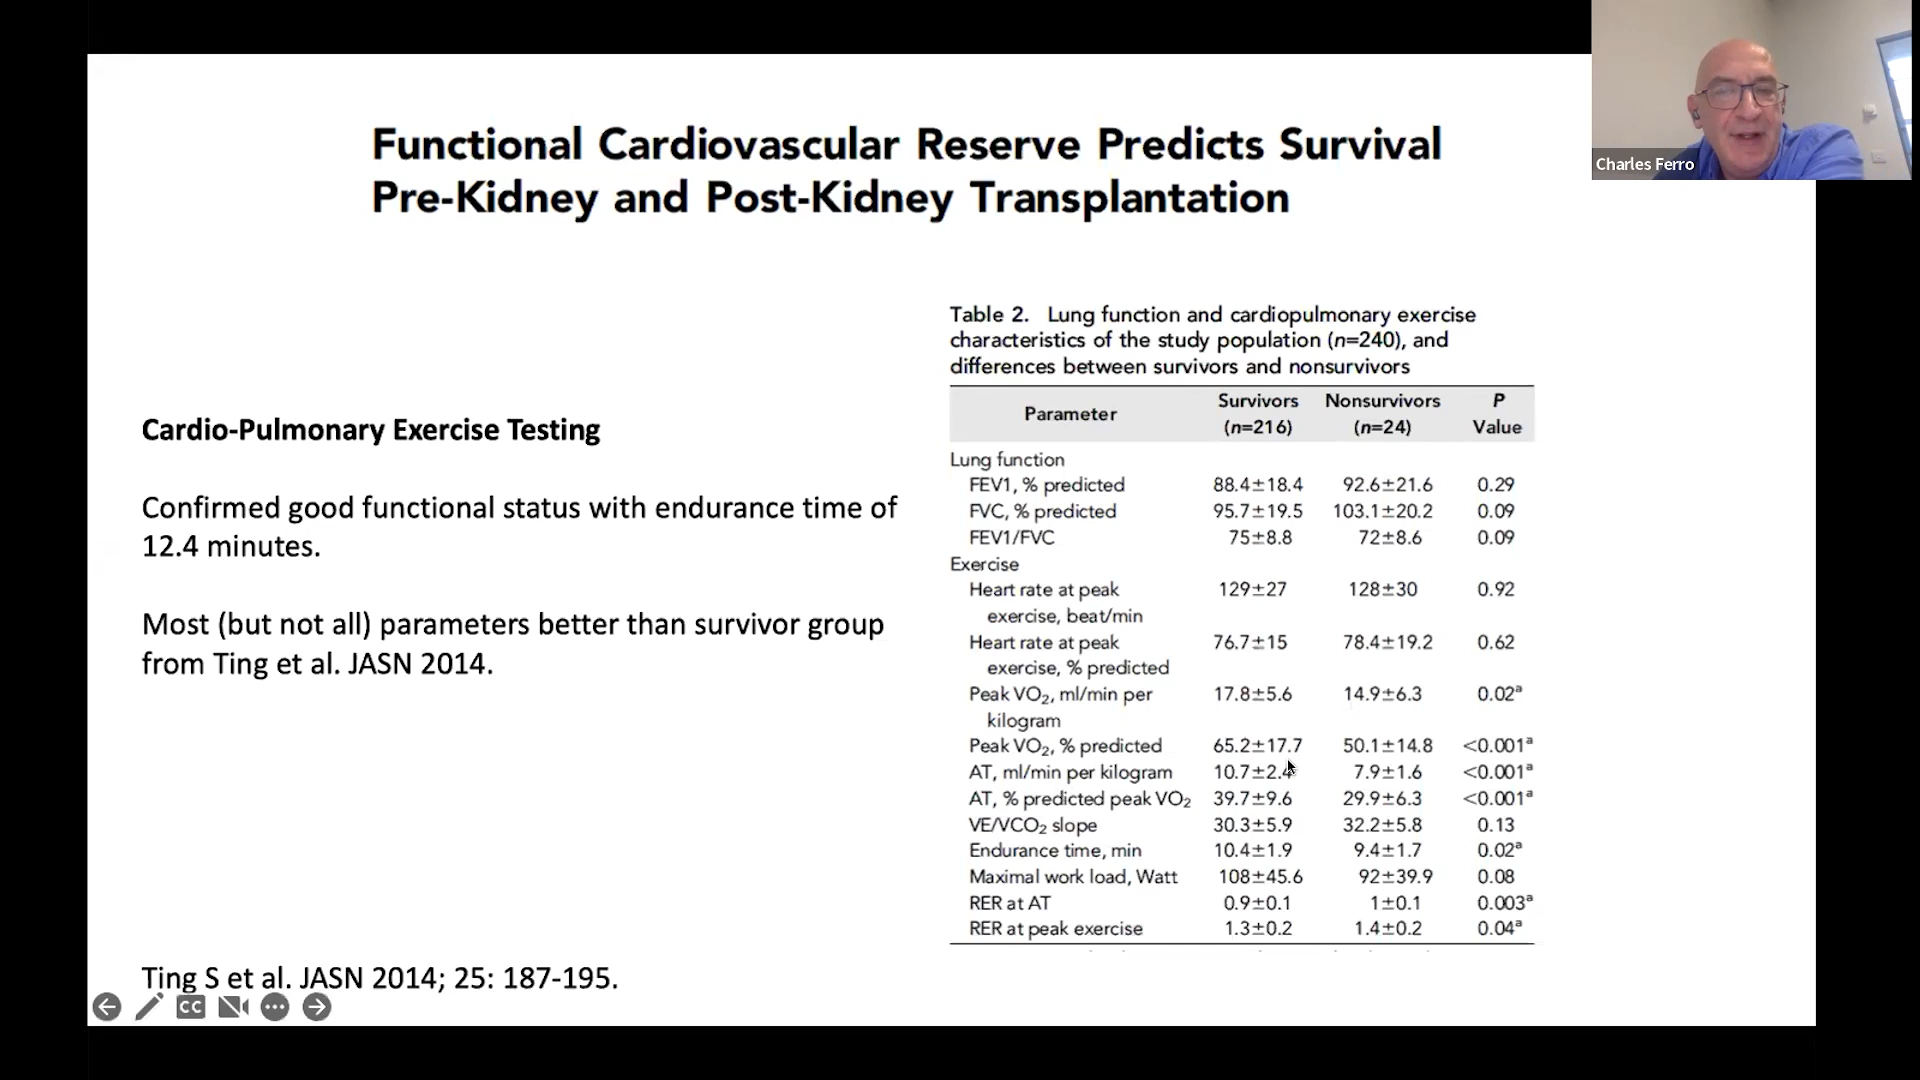 Functional Cardiovascular Reserve Predicts Survival
Pre-Kidney and Post-Kidney Transplantation
Charles Ferro
Cardio-Pulmonary Exercise Testing
Confirmed good functional status with endurance time of
12.4 minutes.
Most (but not all) parameters better than survivor group
from Ting et al. JASN 2014.
Table 2. Lung function and cardiopulmonary exercise
characteristics of the study population (n=240), and
differences between survivors and nonsurvivors
Parameter Survivors (n=216) Nonsurvivors (n=24) P Value
Lung function
FEV1, % predicted 88.4±18.4 92.6±21.6 0.29
FVC, % predicted 95.7±19.5 103.1±20.2 0.09
FEV1/FVC 75±8.8 72±8.6 0.09
Exercise
Heart rate at peak 129±27 128±30 0.92
exercise, beat/min
Heart rate at peak 76.7±15 78.4±19.2 0.62
exercise, % predicted
Peak VO₂, ml/min per 17.8±5.6 14.9±6.3 0.02ᵃ
kilogram
Peak VO₂, % predicted 65.2±17.7 50.1±14.8 <0.001ᵃ
AT, ml/min per kilogram 10.7±2.4 7.9±1.6 <0.001ᵃ
AT, % predicted peak VO₂ 39.7±9.6 29.9±6.3 <0.001ᵃ
VE/VCO₂ slope 30.3±5.9 32.2±5.8 0.13
Endurance time, min 10.4±1.9 9.4±1.7 0.02ᵃ
Maximal work load, Watt 108±45.6 92±39.9 0.08
RER at AT 0.9±0.1 1±0.1 0.003ᵃ
RER at peak exercise 1.3±0.2 1.4±0.2 0.04ᵃ
Ting S et al. JASN 2014; 25: 187-195.
CC